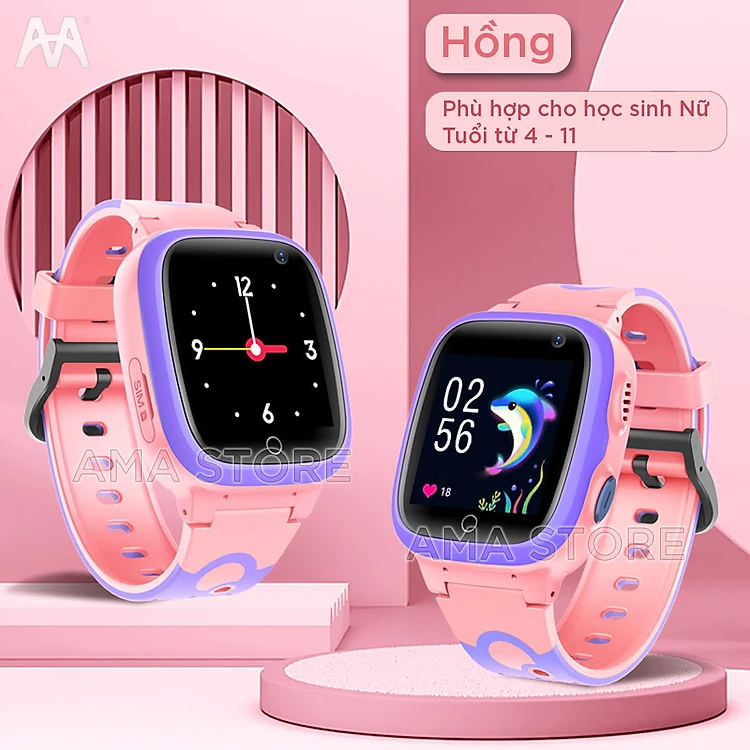 AMA
Hồng
Phù hợp cho học sinh Nữ
Tuổi từ 4 - 11
12
9
3
6
SIM
AMA STORE
02
56
18
AMA STORE